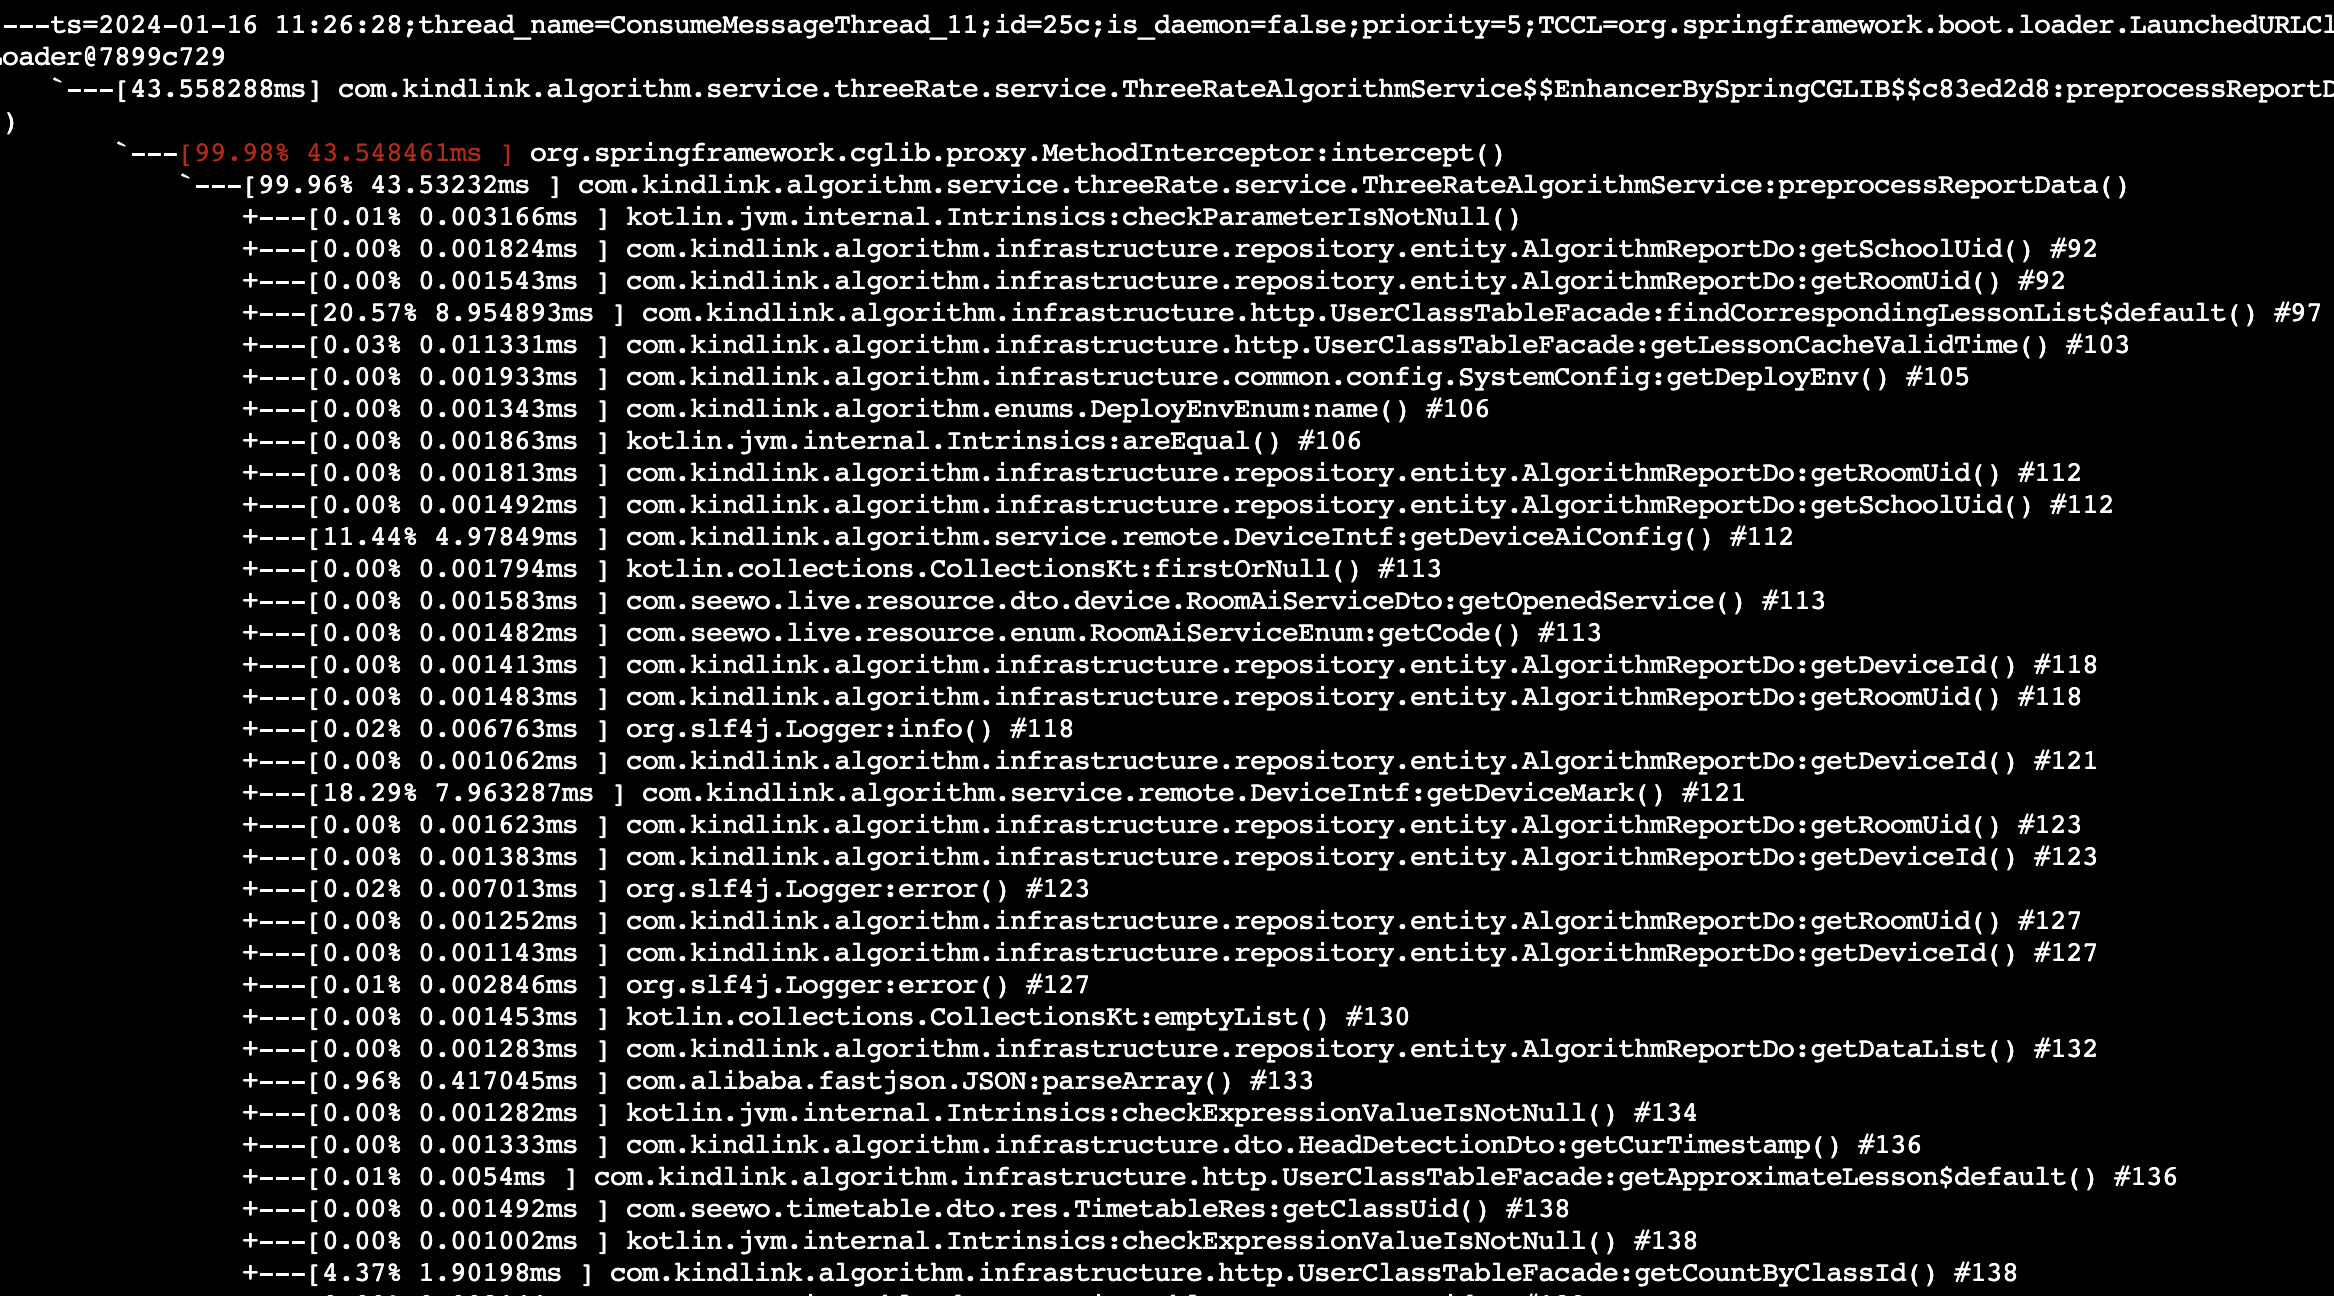 ---ts=2024-01-16 11:26:28;thread_name=ConsumeMessageThread_11;id=25c;is_daemon=false;priority=5;TCCL=org.springframework.boot.loader.LaunchedURLCl
oader@7899c729
`---[43.558288ms] com.kindlink.algorithm.service.threeRate.service.ThreeRateAlgorithmService$$EnhancerBySpringCGLIB$$c83ed2d8:preprocessReportD
)
`---[99.98% 43.548461ms ] org.springframework.cglib.proxy.MethodInterceptor:intercept()
`---[99.96% 43.53232ms ] com.kindlink.algorithm.service.threeRate.service.ThreeRateAlgorithmService:preprocessReportData()
+---[0.01% 0.003166ms ] kotlin.jvm.internal.Intrinsics:checkParameterIsNotNull()
+---[0.00% 0.001824ms ] com.kindlink.algorithm.infrastructure.repository.entity.AlgorithmReportDo:getSchoolUid() #92
+---[0.00% 0.001543ms ] com.kindlink.algorithm.infrastructure.repository.entity.AlgorithmReportDo:getRoomUid() #92
+---[20.57% 8.954893ms ] com.kindlink.algorithm.infrastructure.http.UserClassTableFacade:findCorrespondingLessonList$default() #97
+---[0.03% 0.011331ms ] com.kindlink.algorithm.infrastructure.http.UserClassTableFacade:getLessonCacheValidTime() #103
+---[0.00% 0.001933ms ] com.kindlink.algorithm.infrastructure.common.config.SystemConfig:getDeployEnv() #105
+---[0.00% 0.001343ms ] com.kindlink.algorithm.enums.DeployEnvEnum:name() #106
+---[0.00% 0.001863ms ] kotlin.jvm.internal.Intrinsics:areEqual() #106
+---[0.00% 0.001813ms ] com.kindlink.algorithm.infrastructure.repository.entity.AlgorithmReportDo:getRoomUid() #112
+---[0.00% 0.001492ms ] com.kindlink.algorithm.infrastructure.repository.entity.AlgorithmReportDo:getSchoolUid() #112
+---[11.44% 4.97849ms ] com.kindlink.algorithm.service.remote.DeviceIntf:getDeviceAiConfig() #112
+---[0.00% 0.001794ms ] kotlin.collections.CollectionsKt:firstOrNull() #113
+---[0.00% 0.001583ms ] com.seewo.live.resource.dto.device.RoomAiServiceDto:getOpenedService() #113
+---[0.00% 0.001482ms ] com.seewo.live.resource.enum.RoomAiServiceEnum:getCode() #113
+---[0.00% 0.001413ms ] com.kindlink.algorithm.infrastructure.repository.entity.AlgorithmReportDo:getDeviceId() #118
+---[0.00% 0.001483ms ] com.kindlink.algorithm.infrastructure.repository.entity.AlgorithmReportDo:getRoomUid() #118
+---[0.02% 0.006763ms ] org.slf4j.Logger:info() #118
+---[0.00% 0.001062ms ] com.kindlink.algorithm.infrastructure.repository.entity.AlgorithmReportDo:getDeviceId() #121
+---[18.29% 7.963287ms ] com.kindlink.algorithm.service.remote.DeviceIntf:getDeviceMark() #121
+---[0.00% 0.001623ms ] com.kindlink.algorithm.infrastructure.repository.entity.AlgorithmReportDo:getRoomUid() #123
+---[0.00% 0.001383ms ] com.kindlink.algorithm.infrastructure.repository.entity.AlgorithmReportDo:getDeviceId() #123
+---[0.02% 0.007013ms ] org.slf4j.Logger:error() #123
+---[0.00% 0.001252ms ] com.kindlink.algorithm.infrastructure.repository.entity.AlgorithmReportDo:getRoomUid() #127
+---[0.00% 0.001143ms ] com.kindlink.algorithm.infrastructure.repository.entity.AlgorithmReportDo:getDeviceId() #127
+---[0.01% 0.002846ms ] org.slf4j.Logger:error() #127
+---[0.00% 0.001453ms ] kotlin.collections.CollectionsKt:emptyList() #130
+---[0.00% 0.001283ms ] com.kindlink.algorithm.infrastructure.repository.entity.AlgorithmReportDo:getDataList() #132
+---[0.96% 0.417045ms ] com.alibaba.fastjson.JSON:parseArray() #133
+---[0.00% 0.001282ms ] kotlin.jvm.internal.Intrinsics:checkExpressionValueIsNotNull() #134
+---[0.00% 0.001333ms ] com.kindlink.algorithm.infrastructure.dto.HeadDetectionDto:getCurTimestamp() #136
+---[0.01% 0.0054ms ] com.kindlink.algorithm.infrastructure.http.UserClassTableFacade:getApproximateLesson$default() #136
+---[0.00% 0.001492ms ] com.seewo.timetable.dto.res.TimetableRes:getClassUid() #138
+---[0.00% 0.001002ms ] kotlin.jvm.internal.Intrinsics:checkExpressionValueIsNotNull() #138
+---[4.37% 1.90198ms ] com.kindlink.algorithm.infrastructure.http.UserClassTableFacade:getCountByClassId() #138